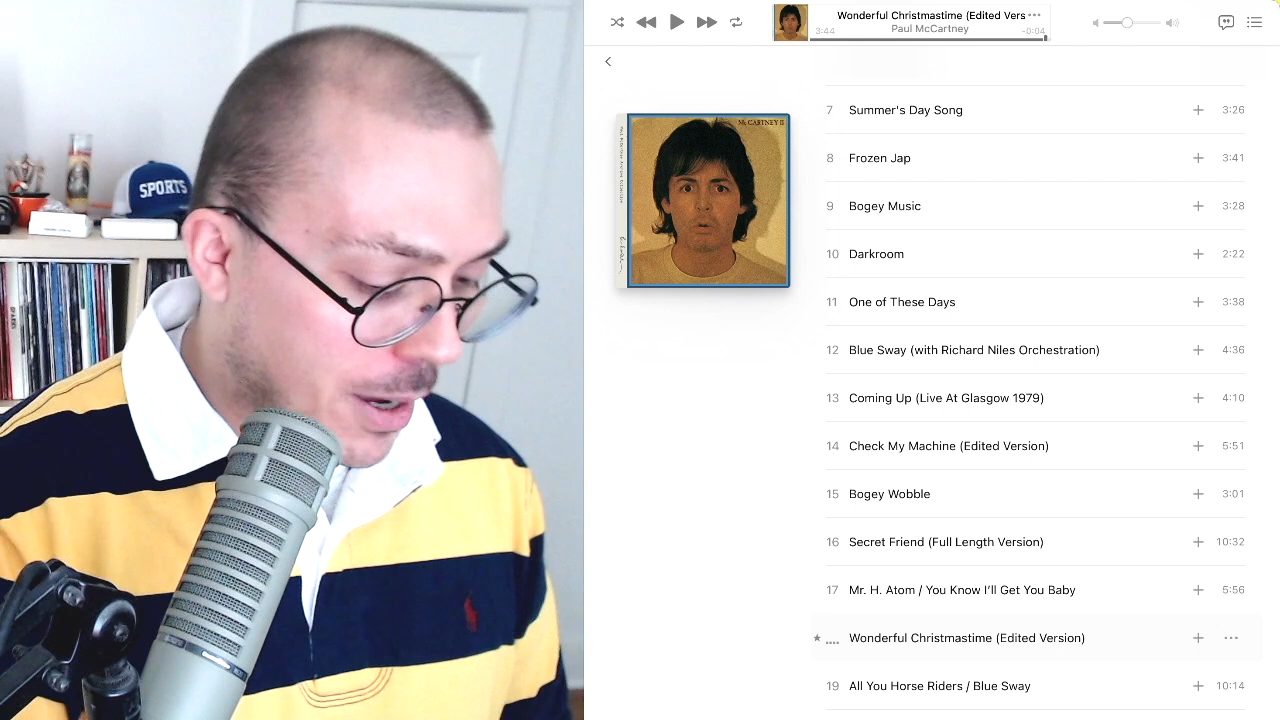 Wonderful Christmastime (Edited Vers
Paul McCartney
3:44
-0:04
SPORTS
McCARTNEY II
7 Summer's Day Song 3:26
8 Frozen Jap 3:41
9 Bogey Music 3:28
10 Darkroom 2:22
11 One of These Days 3:38
12 Blue Sway (with Richard Niles Orchestration) 4:36
13 Coming Up (Live At Glasgow 1979) 4:10
14 Check My Machine (Edited Version) 5:51
15 Bogey Wobble 3:01
16 Secret Friend (Full Length Version) 10:32
17 Mr. H. Atom / You Know I’ll Get You Baby 5:56
Wonderful Christmastime (Edited Version)
19 All You Horse Riders / Blue Sway 10:14